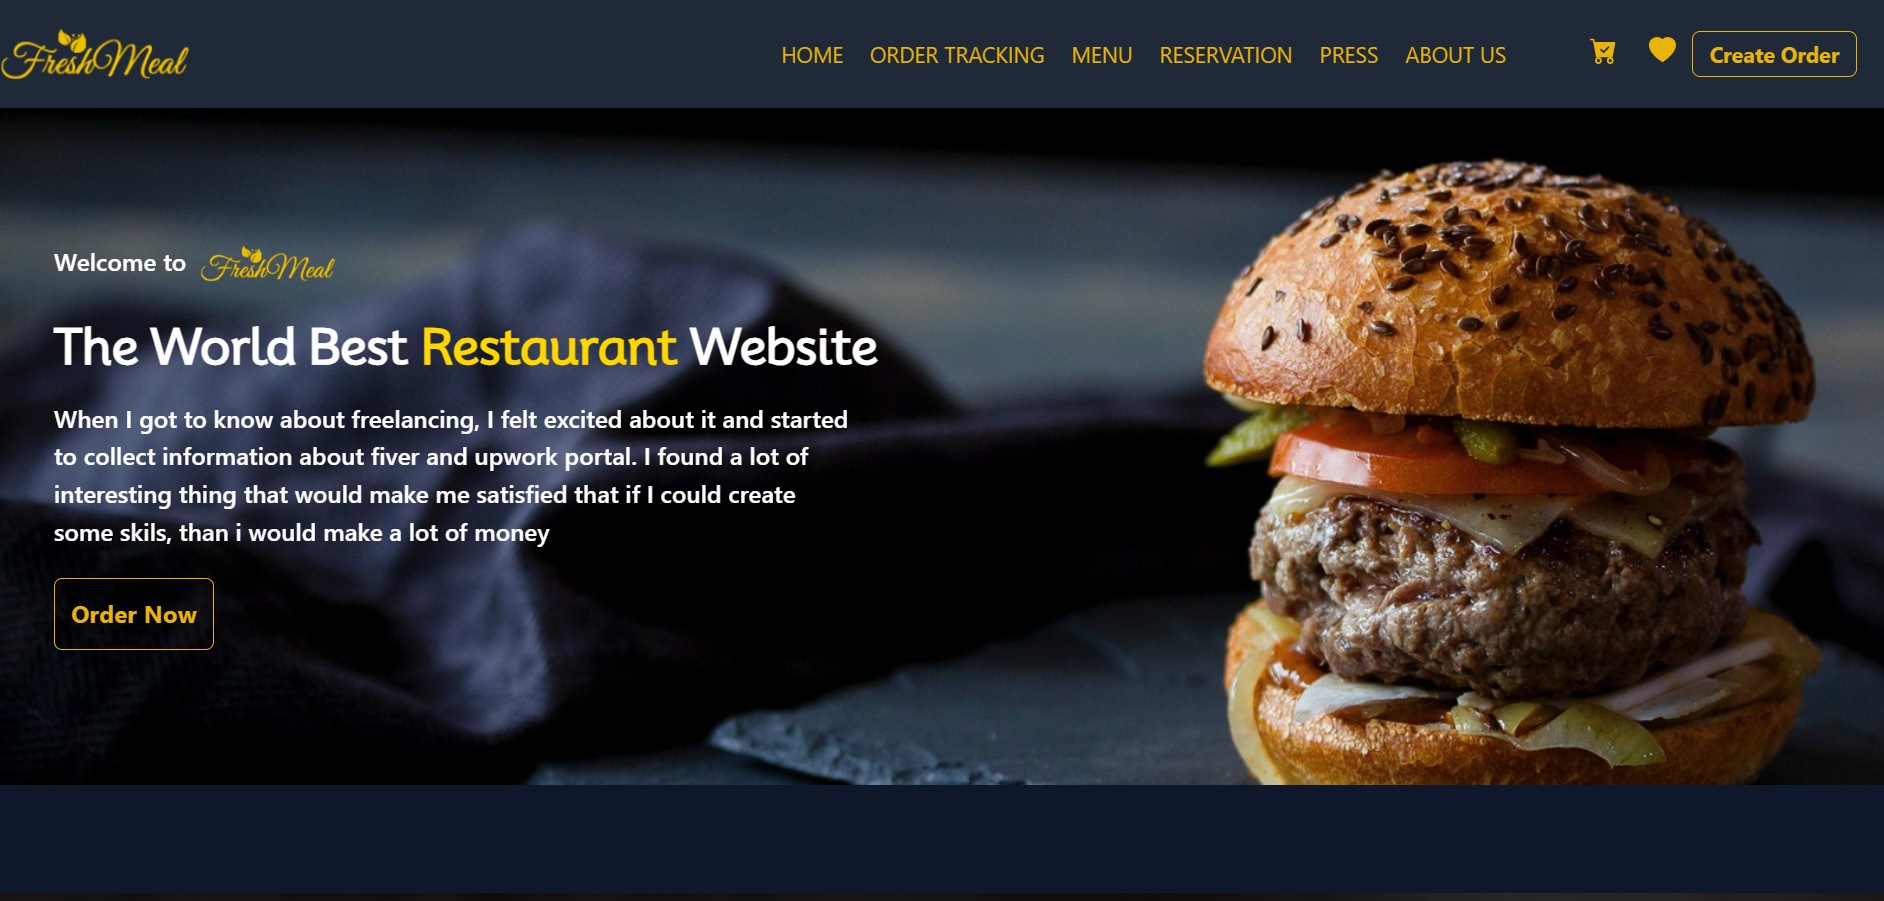 FreshMeal
HOME ORDER TRACKING MENU RESERVATION PRESS ABOUT US Create Order
Welcome to FreshMeal
The World Best Restaurant Website
When I got to know about freelancing, I felt excited about it and started
to collect information about fiver and upwork portal. I found a lot of
interesting thing that would make me satisfied that if I could create
some skils, than i would make a lot of money
Order Now